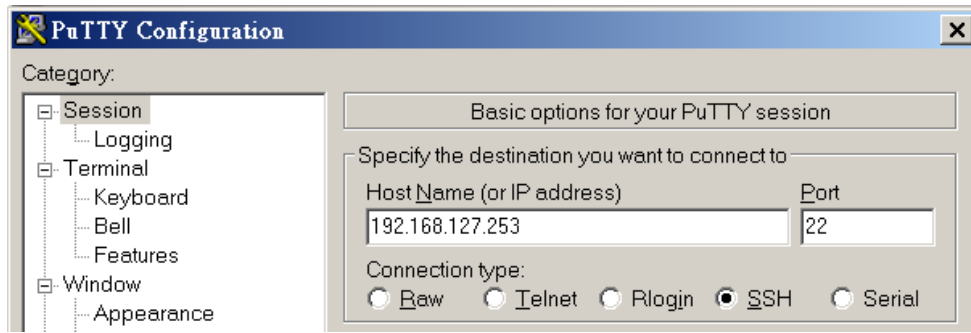 PuTTY Configuration
Category:
Session
Logging
Terminal
Keyboard
Bell
Features
Window
Appearance
Basic options for your PuTTY session
Specify the destination you want to connect to
Host Name (or IP address) Port
192.168.127.253 22
Connection type:
Raw Telnet Rlogin SSH Serial